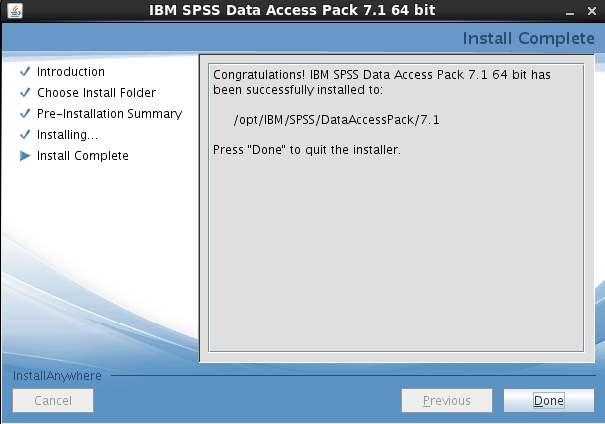 IBM SPSS Data Access Pack 7.1 64 bit
Install Complete
Introduction
Choose Install Folder
Pre-Installation Summary
Installing...
Install Complete
Congratulations! IBM SPSS Data Access Pack 7.1 64 bit has
been successfully installed to:
/opt/IBM/SPSS/DataAccessPack/7.1
Press "Done" to quit the installer.
InstallAnywhere
Cancel
Previous
Done